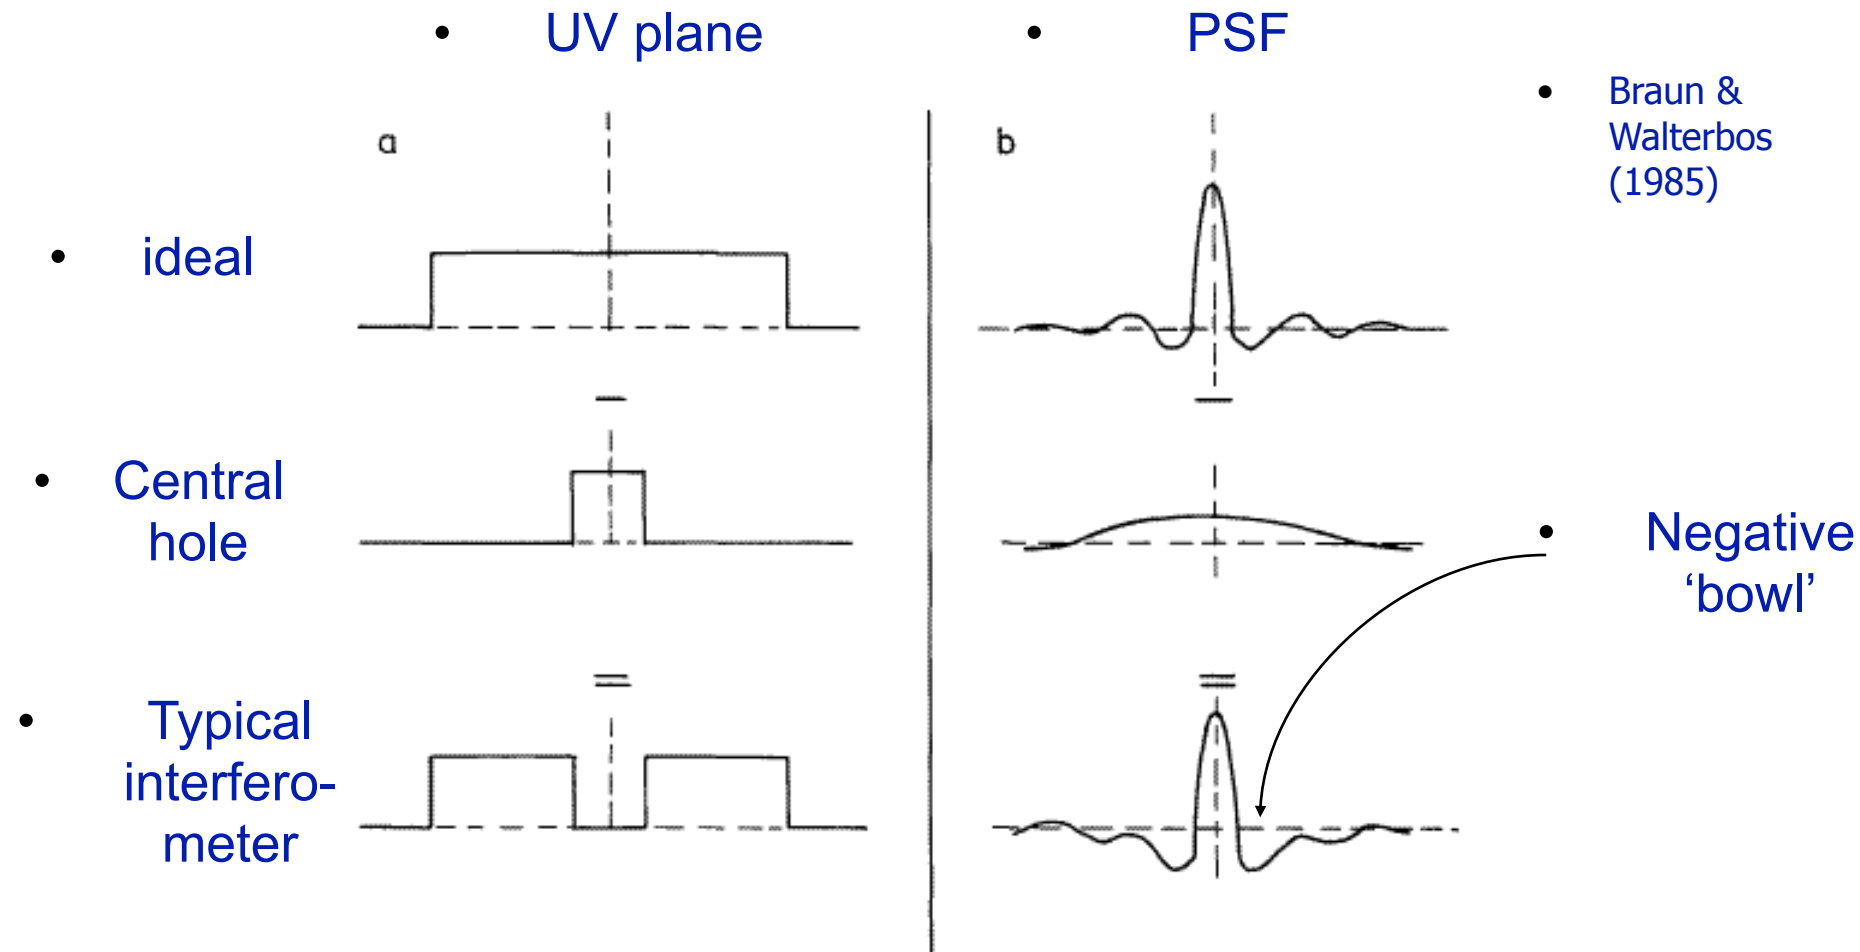 • UV plane
• PSF
• Braun &
Walterbos
(1985)
a
b
• ideal
• Central
hole
• Negative
‘bowl’
• Typical
interfero-
meter